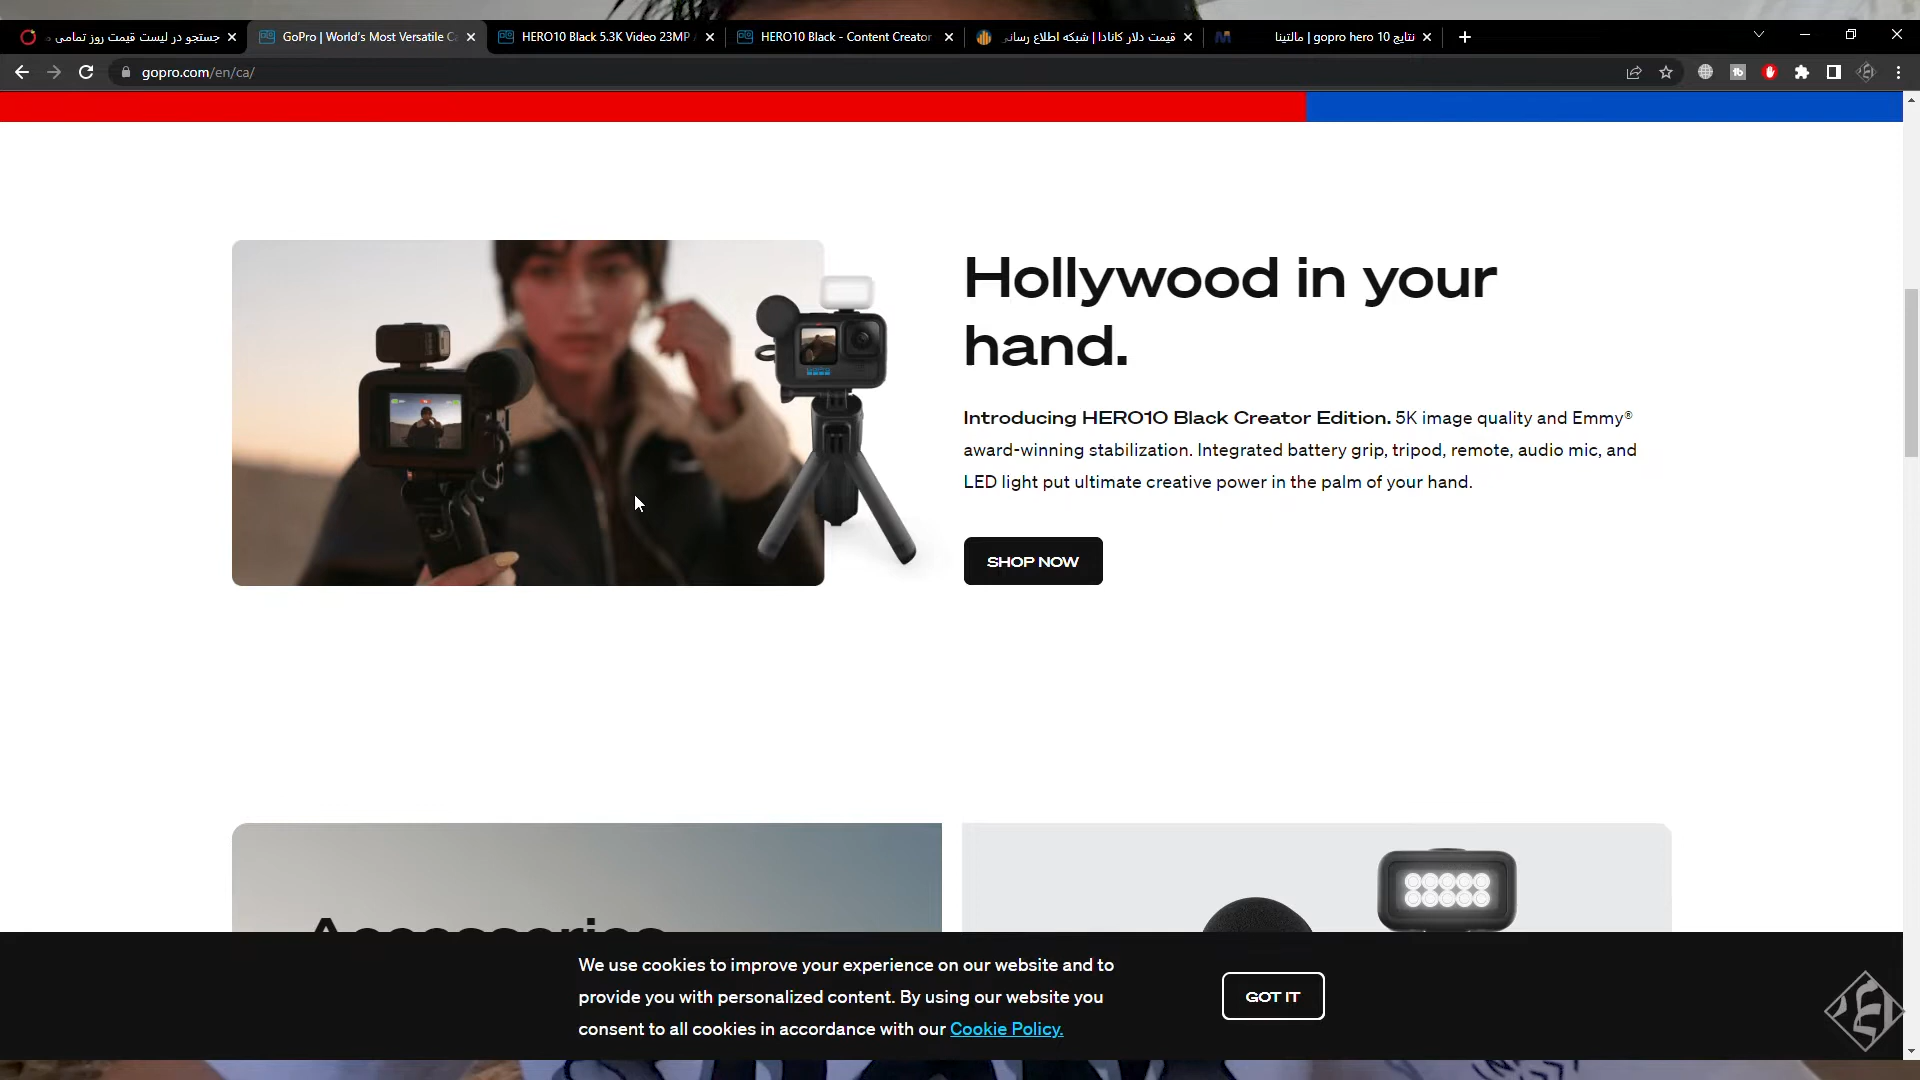 جستجو در لیست قیمت روز تمامی
GoPro | World's Most Versatile Ca
HERO10 Black 5.3K Video 23MP
HERO10 Black - Content Creator
قیمت دلار کانادا | شبکه اطلاع رسانی
نتایج gopro hero 10 | مالتینا
gopro.com/en/ca/
Hollywood in your
hand.
Introducing HERO10 Black Creator Edition. 5K image quality and Emmy®
award-winning stabilization. Integrated battery grip, tripod, remote, audio mic, and
LED light put ultimate creative power in the palm of your hand.
SHOP NOW
GoPro
Accessories
We use cookies to improve your experience on our website and to
provide you with personalized content. By using our website you
consent to all cookies in accordance with our Cookie Policy.
GOT IT